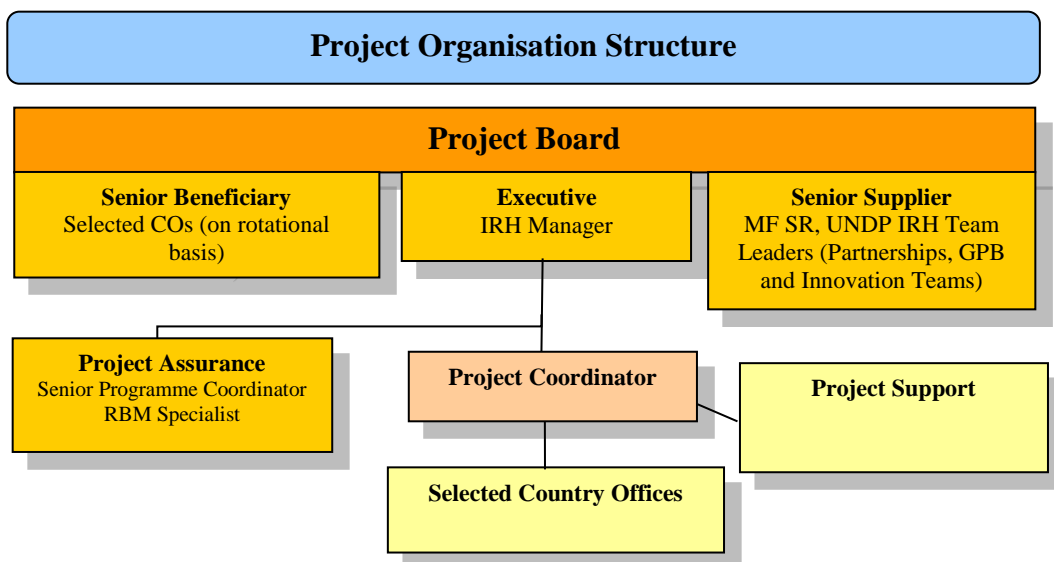 Project Organisation Structure
Project Board
Senior Beneficiary
Selected COs (on rotational
basis)
Executive
IRH Manager
Senior Supplier
MF SR, UNDP IRH Team
Leaders (Partnerships, GPB
and Innovation Teams)
Project Assurance
Senior Programme Coordinator
RBM Specialist
Project Coordinator
Project Support
Selected Country Offices